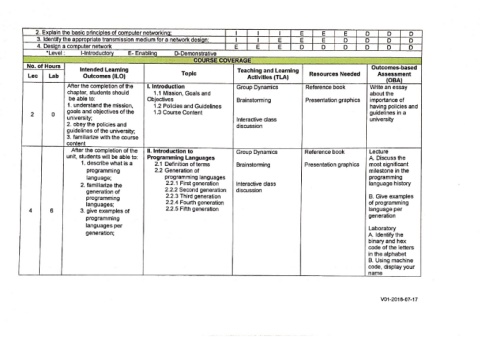 2. Explain the basic principles of computer networking; I I I E E E D D D
3. Identify the appropriate transmission medium for a network design; I I E E E E D D D
4. Design a computer network E E E D D D D D D
*Level : I-Introductory E- Enabling D-Demonstrative
COURSE COVERAGE
No. of Hours
Lec Lab
Intended Learning
Outcomes (ILO)
Topic
Teaching and Learning
Activities (TLA)
Resources Needed
Outcomes-based
Assessment
(OBA)
2
0
After the completion of the
chapter, students should
be able to:
1. understand the mission,
goals and objectives of the
university;
2. obey the policies and
guidelines of the university;
3. familiarize with the course
content
I. Introduction
1.1 Mission, Goals and
Objectives
1.2 Policies and Guidelines
1.3 Course Content
Group Dynamics
Brainstorming
Interactive class
discussion
Reference book
Presentation graphics
Write an essay
about the
importance of
having policies and
guidelines in a
university
4
6
After the completion of the
unit, students will be able to:
1. describe what is a
programming
language;
2. familiarize the
generation of
programming
languages;
3. give examples of
programming
languages per
generation;
II. Introduction to
Programming Languages
2.1 Definition of terms
2.2 Generation of
programming languages
2.2.1 First generation
2.2.2 Second generation
2.2.3 Third generation
2.2.4 Fourth generation
2.2.5 Fifth generation
Group Dynamics
Brainstorming
Interactive class
discussion
Reference book
Presentation graphics
Lecture
A. Discuss the
most significant
milestone in the
programming
language history
B. Give examples
of programming
language per
generation
Laboratory
A. Identify the
binary and hex
code of the letters
in the alphabet
B. Using machine
code, display your
name
V01-2016-07-17